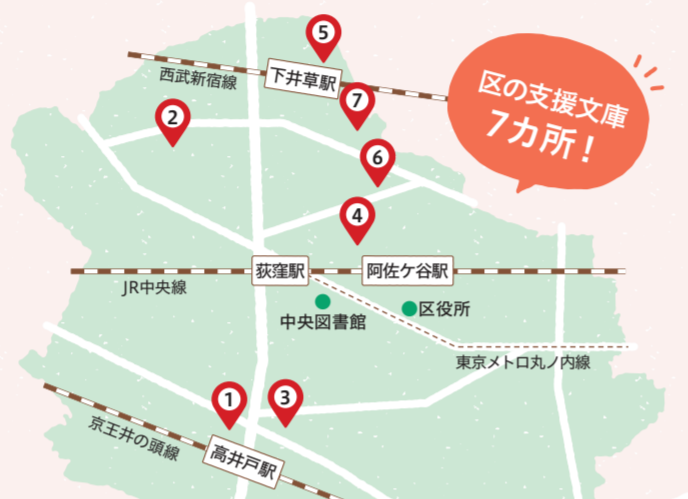 5
西武新宿線
下井草駅
区の支援文庫
7カ所！
7
2
6
4
荻窪駅
阿佐ケ谷駅
JR中央線
中央図書館
区役所
東京メトロ丸ノ内線
1
3
京王井の頭線
高井戸駅